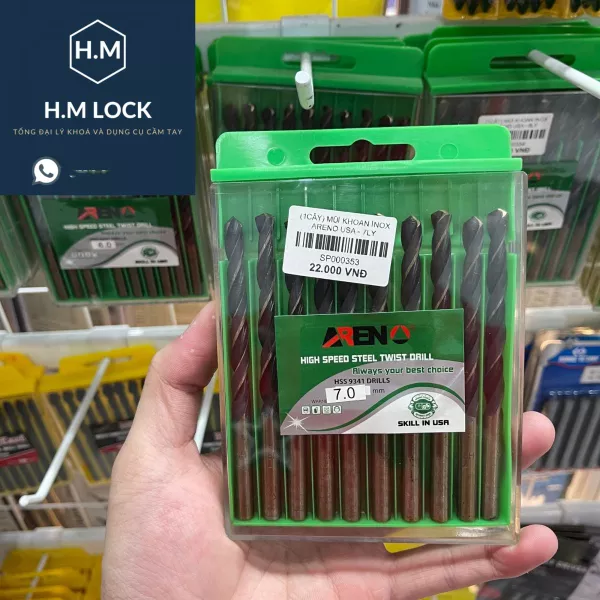 H.M
H.M LOCK
TỔNG ĐẠI LÝ KHOÁ VÀ DỤNG CỤ CẦM TAY
(1CÂY) MŨI KHOAN INOX
ARENO USA - 7LY
SP000353
22.000 VNĐ
ARENO
HIGH SPEED STEEL TWIST DRILL
Always your best choice
HSS 9341 DRILLS
7.0 mm
SKILL IN USA
ARENO
HIGH SPEED STEEL TWIST DRILL
6.0